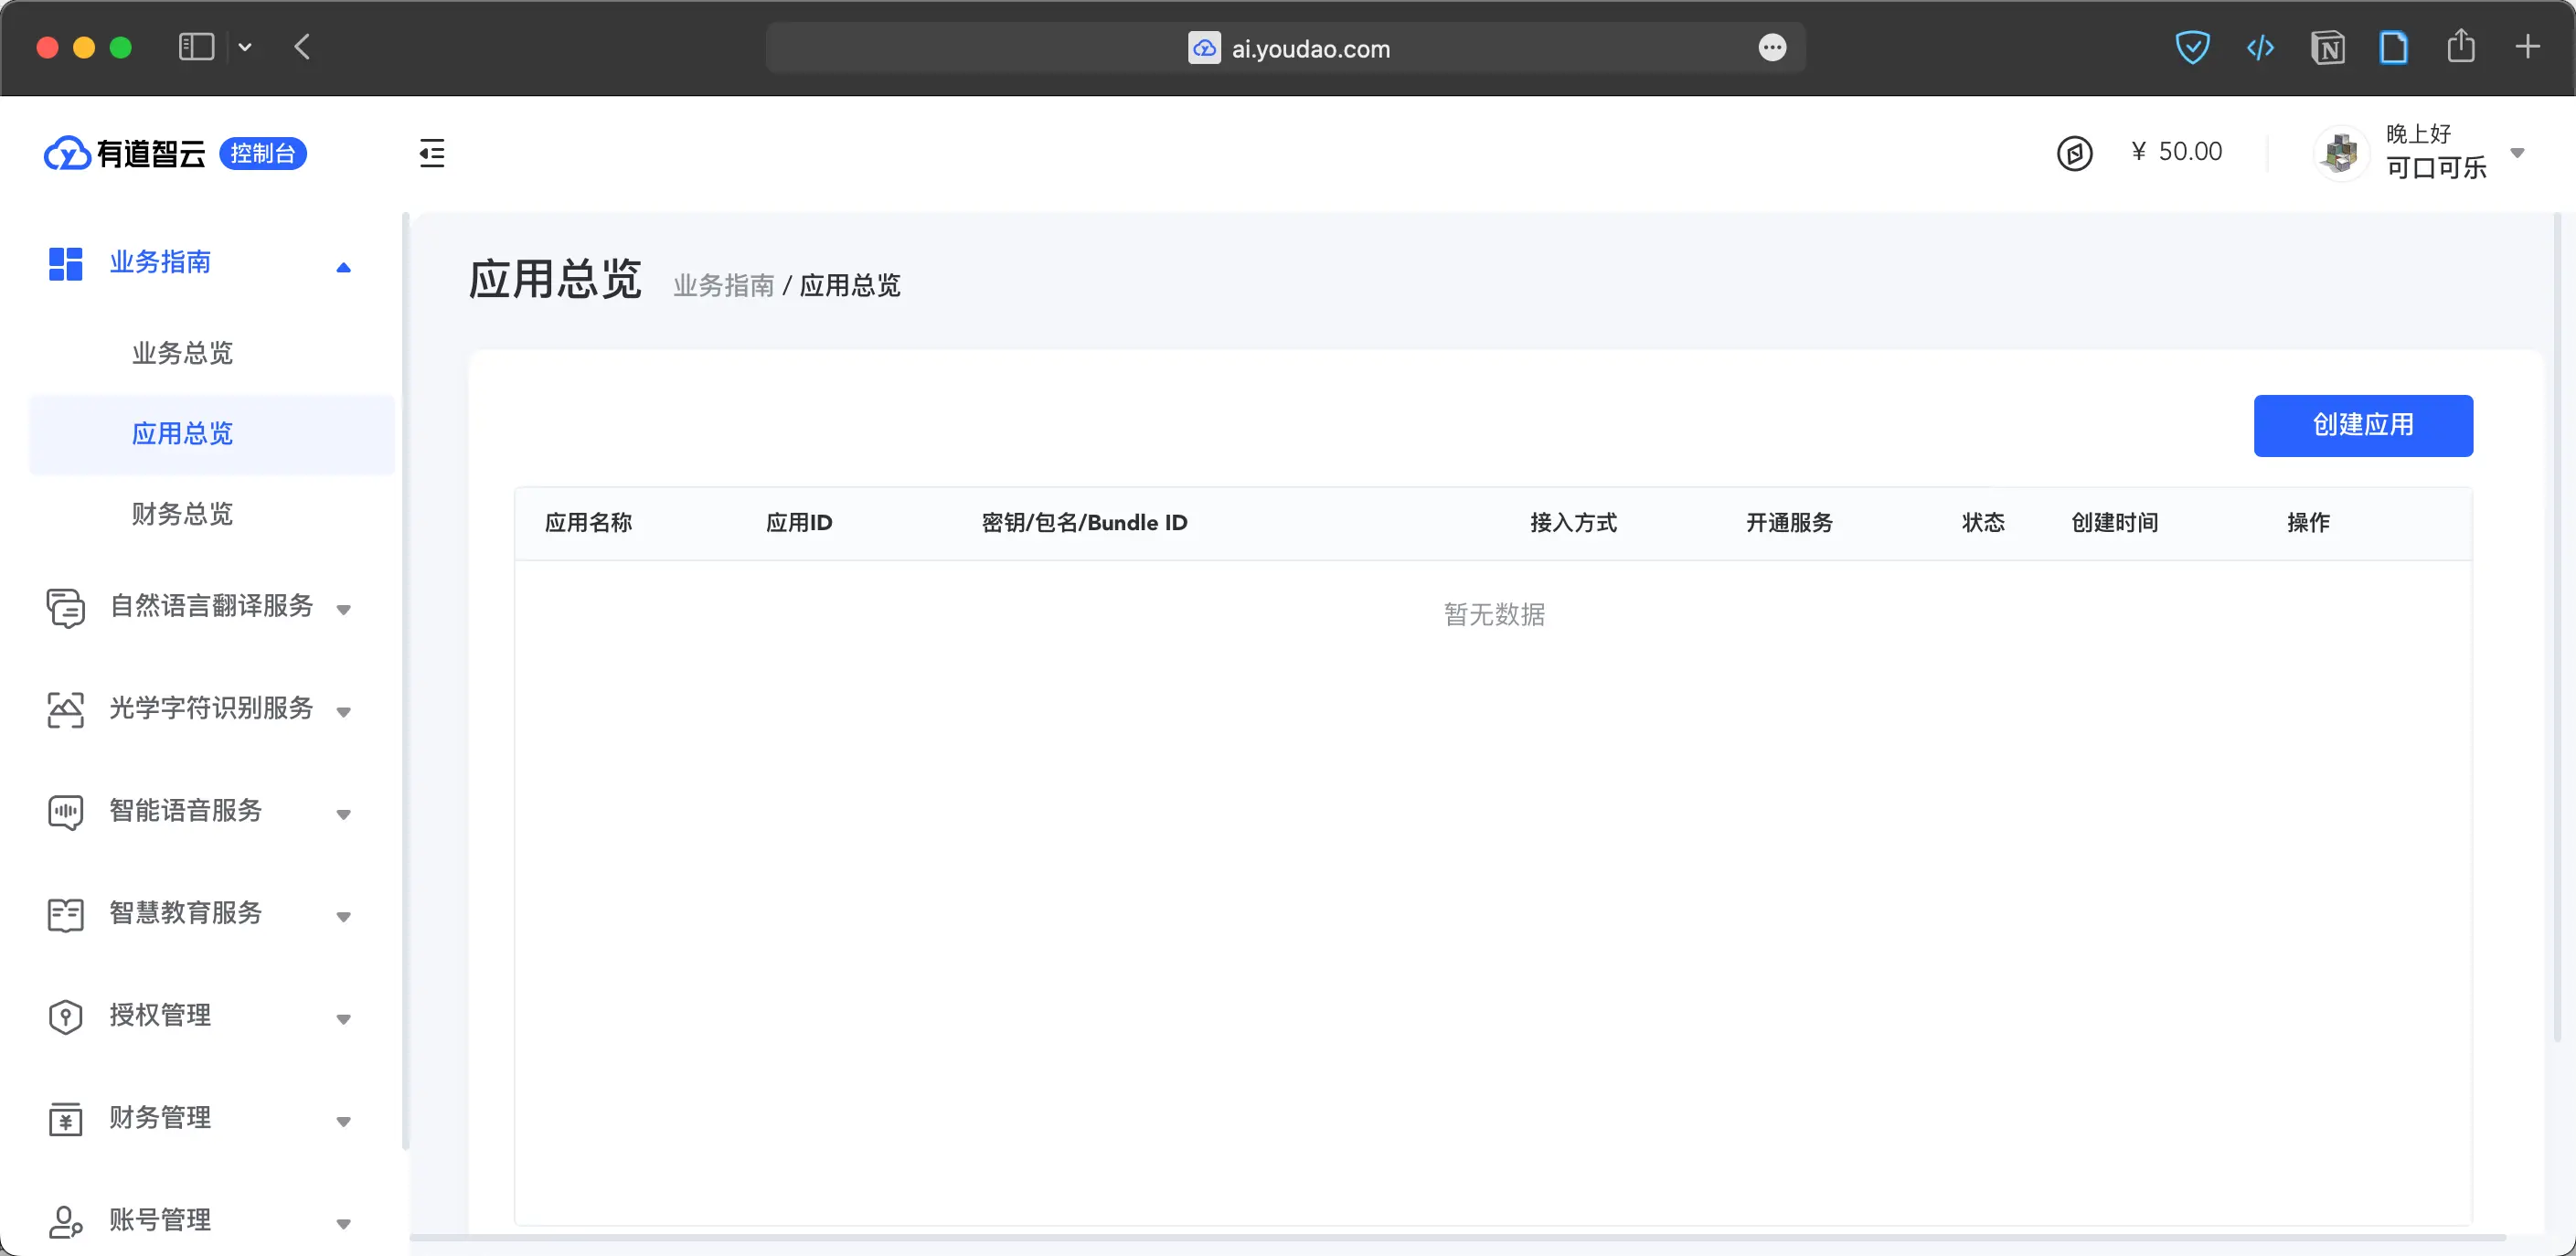 ai.youdao.com
有道智云 控制台
¥ 50.00
晚上好
可口可乐
业务指南
业务总览
应用总览
财务总览
自然语言翻译服务
光学字符识别服务
智能语音服务
智慧教育服务
授权管理
财务管理
账号管理
应用总览 业务指南 / 应用总览
创建应用
应用名称 应用ID 密钥/包名/Bundle ID 接入方式 开通服务 状态 创建时间 操作
暂无数据